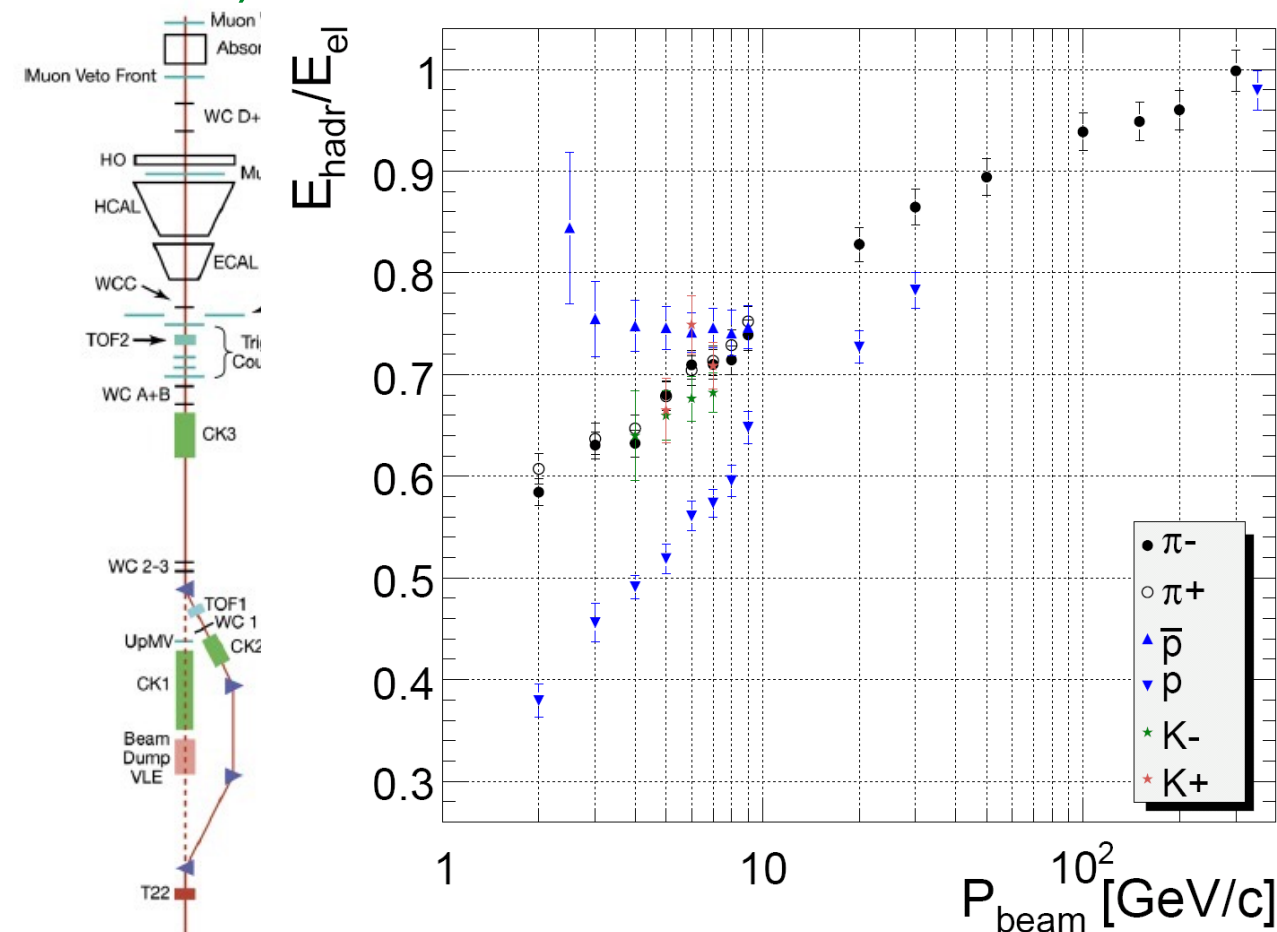 Muon
Absor
Muon Veto Front
WC D+
HO
Mu
HCAL
ECAL
WCC
TOF2
Tri
Cou
WC A+B
CK3
WC 2-3
TOF1
WC 1
UpMV
CK2
CK1
Beam
Dump
VLE
T22
E_hadr/E_el
1
0.9
0.8
0.7
0.6
0.5
0.4
0.3
π-
π+
p̅
p
K-
K+
1
10
10²
P_beam [GeV/c]